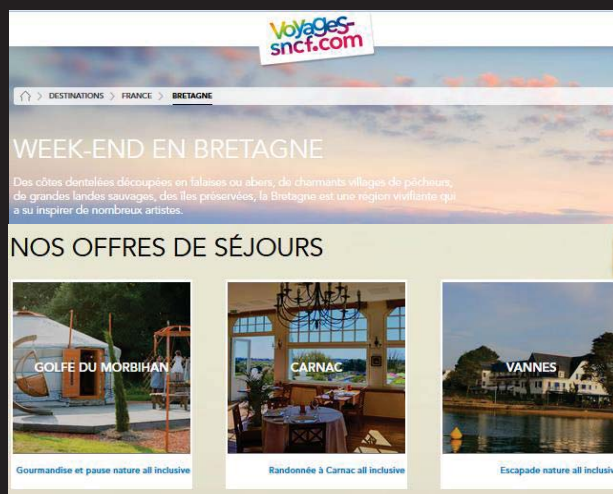 Voyages-
sncf.com
> DESTINATIONS > FRANCE > BRETAGNE
WEEK-END EN BRETAGNE
Des côtes dentelées découpées en falaises ou abers, de charmants villages de pêcheurs,
de grandes landes sauvages, des îles préservées, la Bretagne est une région vivifiante qui
a su inspirer de nombreux artistes.
NOS OFFRES DE SÉJOURS
GOLFE DU MORBIHAN
CARNAC
VANNES
Gourmandise et pause nature all inclusive
Randonnée à Carnac all inclusive
Escapade nature all inclusiv